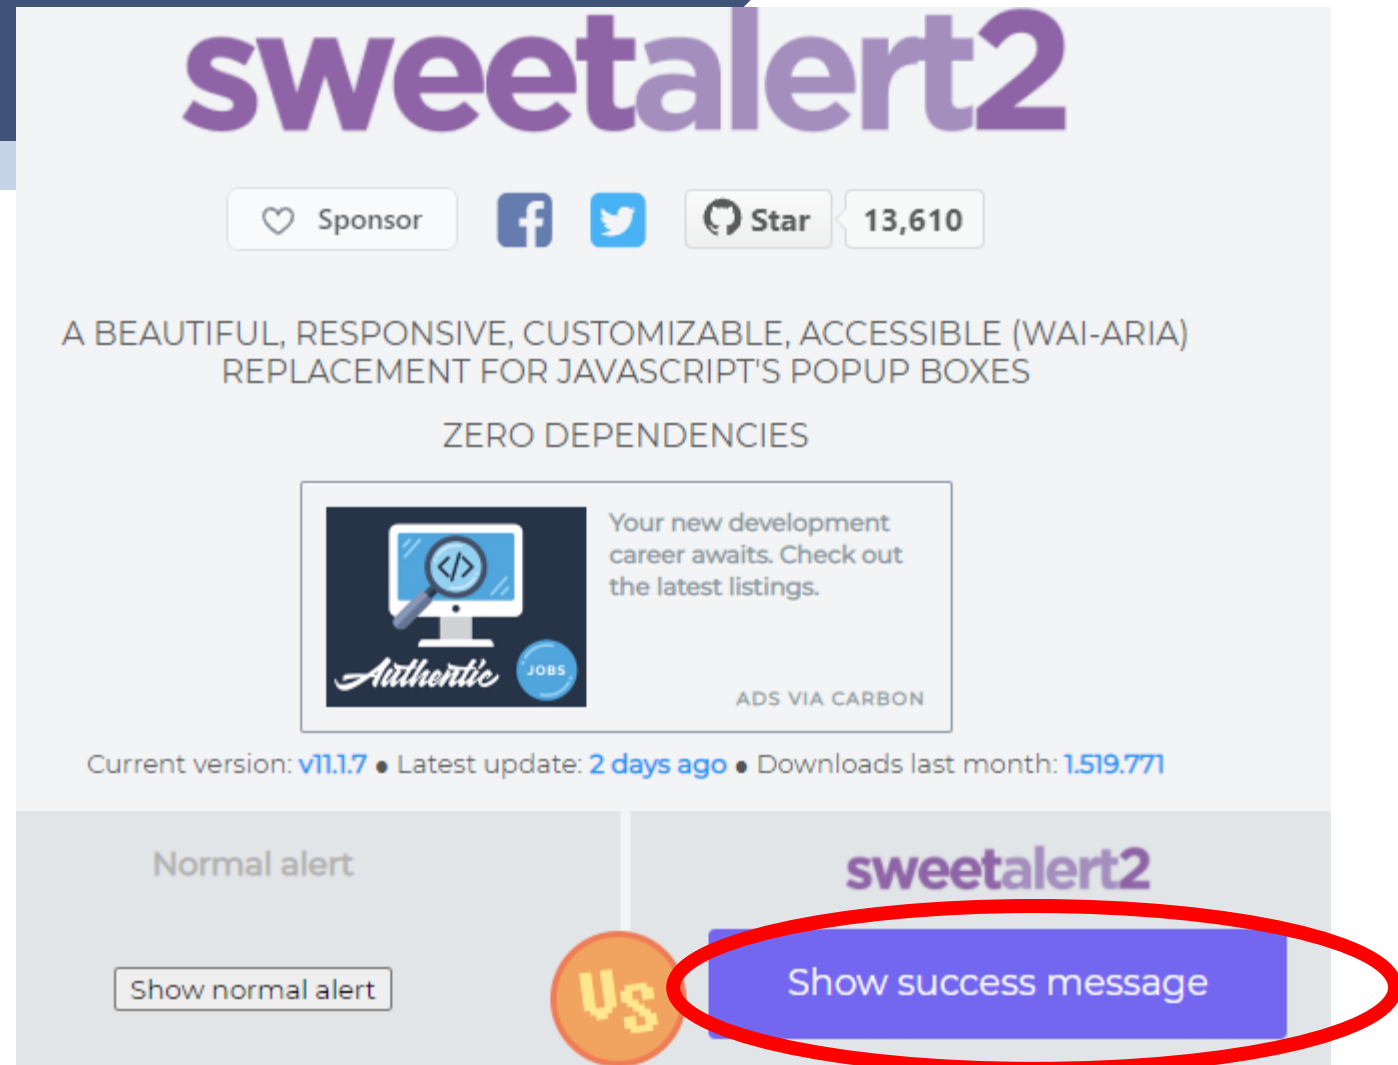 sweetalert2
Sponsor
Star
13,610
A BEAUTIFUL, RESPONSIVE, CUSTOMIZABLE, ACCESSIBLE (WAI-ARIA)
REPLACEMENT FOR JAVASCRIPT'S POPUP BOXES
ZERO DEPENDENCIES
Your new development
career awaits. Check out
the latest listings.
Authentic
JOBS
ADS VIA CARBON
Current version: v11.1.7 ● Latest update: 2 days ago ● Downloads last month: 1.519.771
Normal alert
sweetalert2
Show normal alert
VS
Show success message